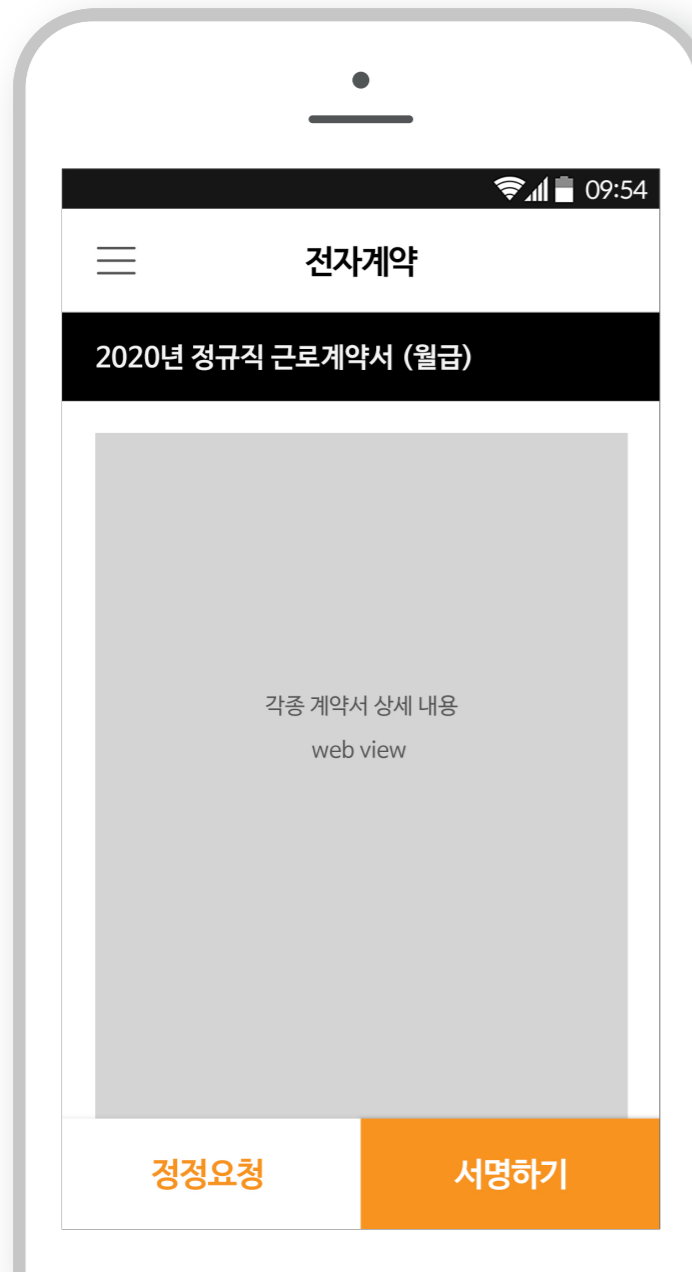 09:54
전자계약
2020년 정규직 근로계약서 (월급)
각종 계약서 상세 내용
web view
정정요청
서명하기